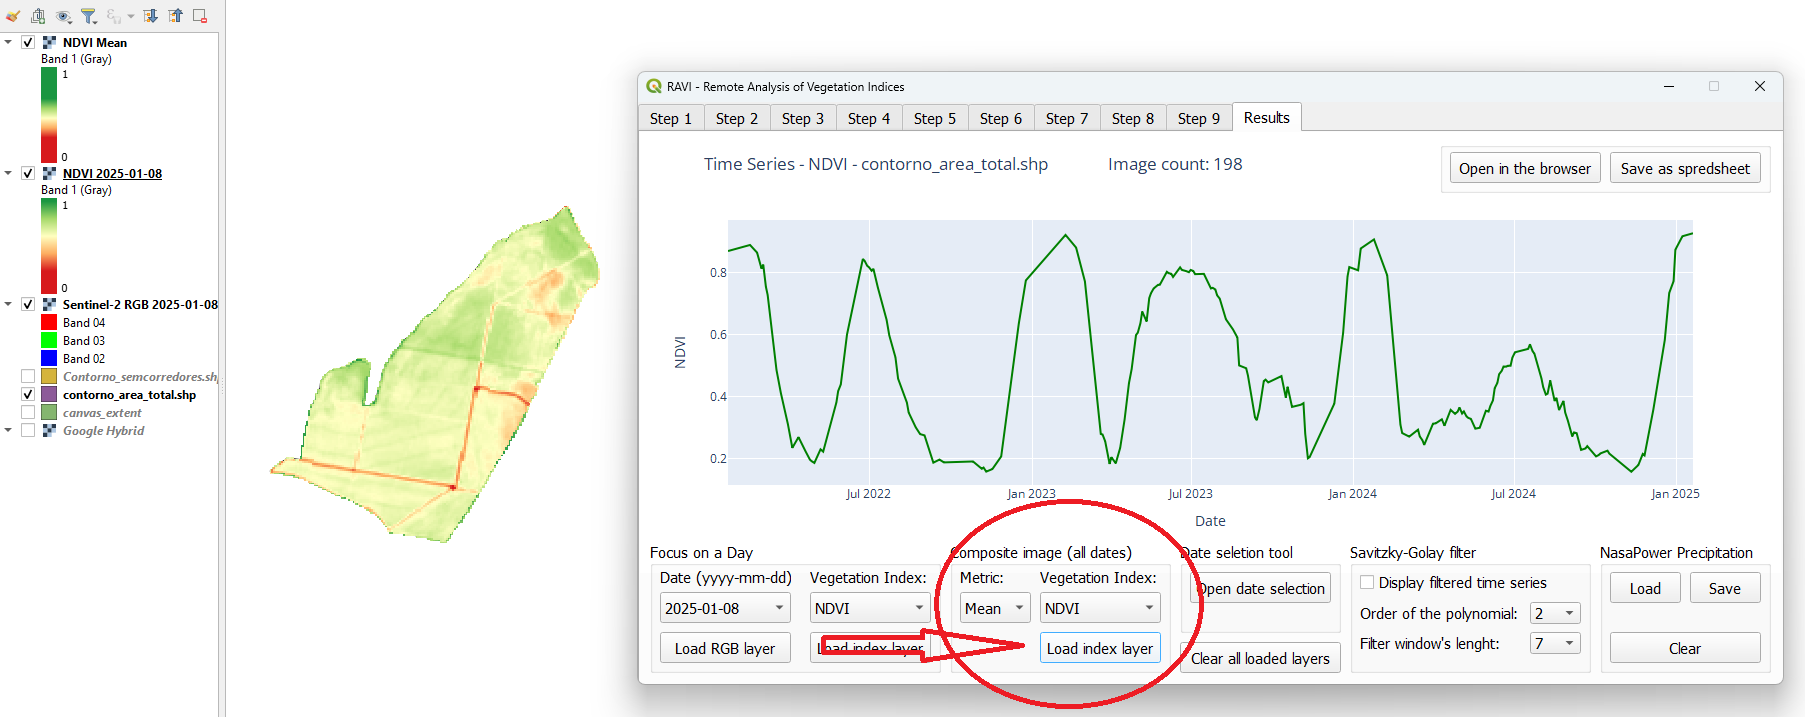 NDVI Mean
Band 1 (Gray)
1
0
NDVI 2025-01-08
Band 1 (Gray)
1
0
Sentinel-2 RGB 2025-01-08
Band 04
Band 03
Band 02
Contorno_semcorredores.sh
contorno_area_total.shp
canvas_extent
Google Hybrid
RAVI - Remote Analysis of Vegetation Indices
Step 1 Step 2 Step 3 Step 4 Step 5 Step 6 Step 7 Step 8 Step 9 Results
Time Series - NDVI - contorno_area_total.shp Image count: 198
Open in the browser Save as spredsheet
0.8
0.6
0.4
0.2
NDVI
Jul 2022 Jan 2023 Jul 2023 Jan 2024 Jul 2024 Jan 2025
Date
Focus on a Day
Date (yyyy-mm-dd) Vegetation Index:
2025-01-08 NDVI
Load RGB layer Load index layer
Composite image (all dates)
Metric: Vegetation Index:
Mean NDVI
Load index layer
Date seletion tool
Open date selection
Clear all loaded layers
Savitzky-Golay filter
Display filtered time series
Order of the polynomial: 2
Filter window's lenght: 7
NasaPower Precipitation
Load Save
Clear